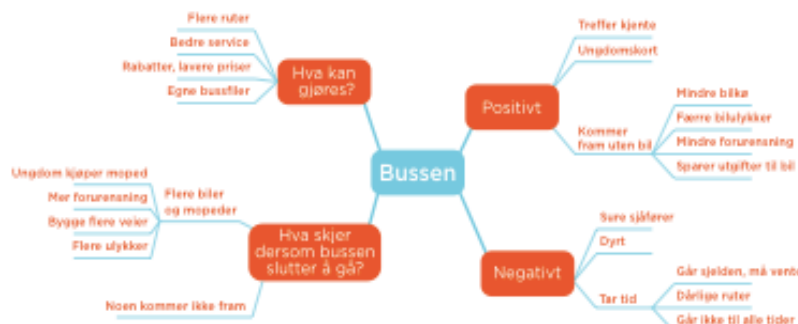 Flere ruter
Bedre service
Rabatter, lavere priser
Egne bussfiler
Hva kan
gjøres?
Treffer kjente
Ungdomskort
Positivt
Kommer
fram uten bil
Mindre bilkø
Færre bilulykker
Mindre forurensning
Sparer utgifter til bil
Bussen
Ungdom kjøper moped
Mer forurensning
Bygge flere veier
Flere ulykker
Flere biler
og mopeder
Hva skjer
dersom bussen
slutter å gå?
Noen kommer ikke fram
Negativt
Sure sjåfører
Dyrt
Tar tid
Går sjelden, må vente
Dårlige ruter
Går ikke til alle tider